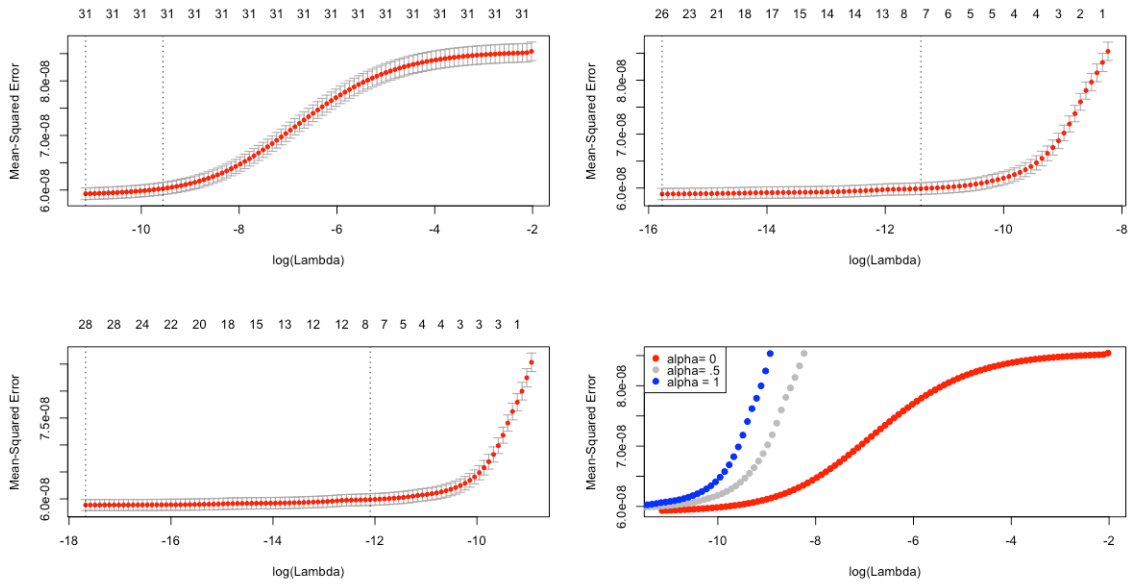 31 31 31 31 31 31 31 31 31 31 31 31 31 31 31 31 31
Mean-Squared Error
6.0e-08 7.0e-08 8.0e-08
-10 -8 -6 -4 -2
log(Lambda)
26 23 21 18 17 15 14 14 13 8 7 6 5 5 4 4 3 2 1
Mean-Squared Error
6.0e-08 7.0e-08 8.0e-08
-16 -14 -12 -10 -8
log(Lambda)
28 28 24 22 20 18 15 13 12 12 8 7 5 4 4 3 3 3 1
Mean-Squared Error
6.0e-08 7.5e-08
-18 -16 -14 -12 -10
log(Lambda)
alpha= 0
alpha= .5
alpha = 1
Mean-Squared Error
6.0e-08 7.0e-08 8.0e-08
-10 -8 -6 -4 -2
log(Lambda)